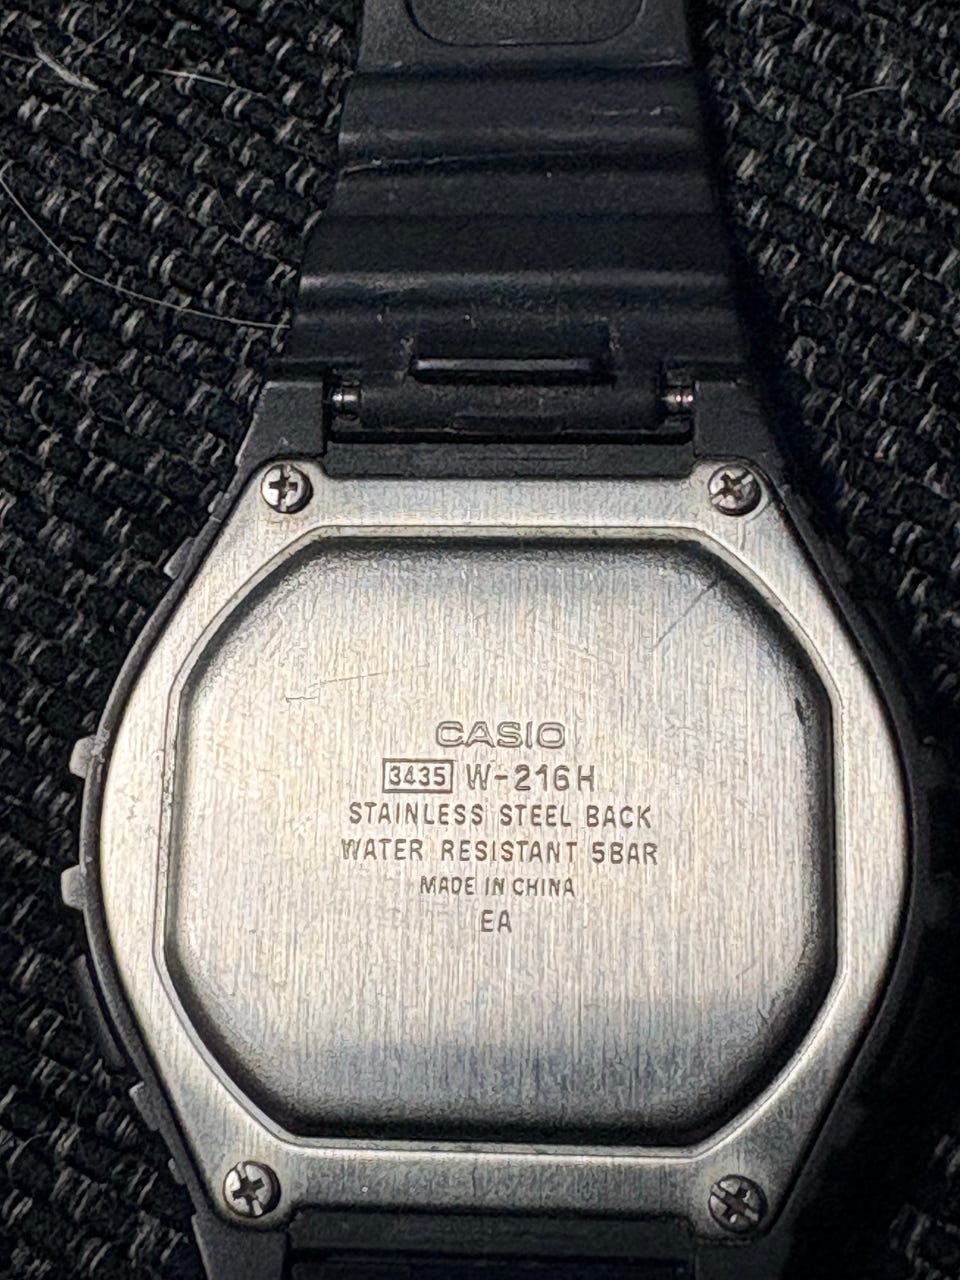 CASIO
3435 W-216H
STAINLESS STEEL BACK
WATER RESISTANT 5BAR
MADE IN CHINA
EA